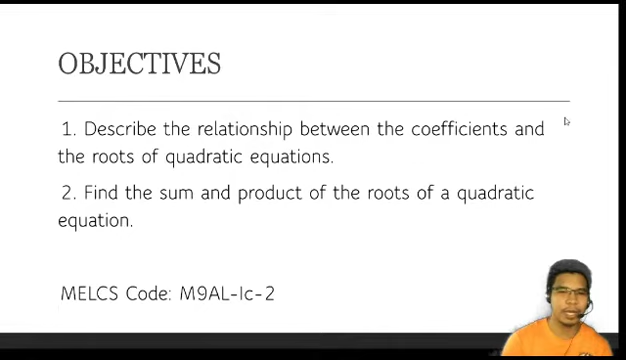 OBJECTIVES
1. Describe the relationship between the coefficients and
the roots of quadratic equations.
2. Find the sum and product of the roots of a quadratic
equation.
MELCS Code: M9AL-Ic-2